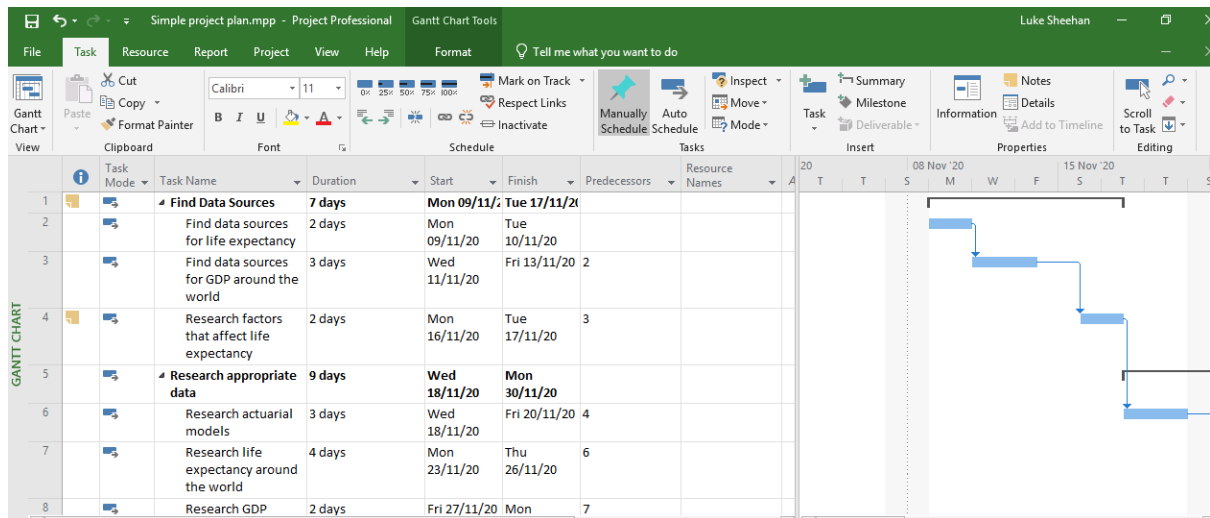 Simple project plan.mpp - Project Professional Gantt Chart Tools Luke Sheehan
File Task Resource Report Project View Help Format Tell me what you want to do
Gantt Chart
View
Paste
Cut
Copy
Format Painter
Clipboard
Calibri 11
B I U A
Font
0× 25× 50× 75× 100×
Mark on Track
Respect Links
Inactivate
Schedule
Manually Schedule
Auto Schedule
Inspect
Move
Mode
Tasks
Task
Summary
Milestone
Deliverable
Insert
Information
Notes
Details
Add to Timeline
Properties
Scroll to Task
Editing
Task Mode Task Name Duration Start Finish Predecessors Resource Names A
20 08 Nov '20 15 Nov '20
T T S M W F S T T S
GANTT CHART
1 Find Data Sources 7 days Mon 09/11/2 Tue 17/11/20
2 Find data sources 2 days Mon Tue
for life expectancy 09/11/20 10/11/20
3 Find data sources 3 days Wed Fri 13/11/20 2
for GDP around the 11/11/20
world
4 Research factors 2 days Mon Tue 3
that affect life 16/11/20 17/11/20
expectancy
5 Research appropriate 9 days Wed Mon
data 18/11/20 30/11/20
6 Research actuarial 3 days Wed Fri 20/11/20 4
models 18/11/20
7 Research life 4 days Mon Thu 6
expectancy around 23/11/20 26/11/20
the world
8 Research GDP 2 days Fri 27/11/20 Mon 7